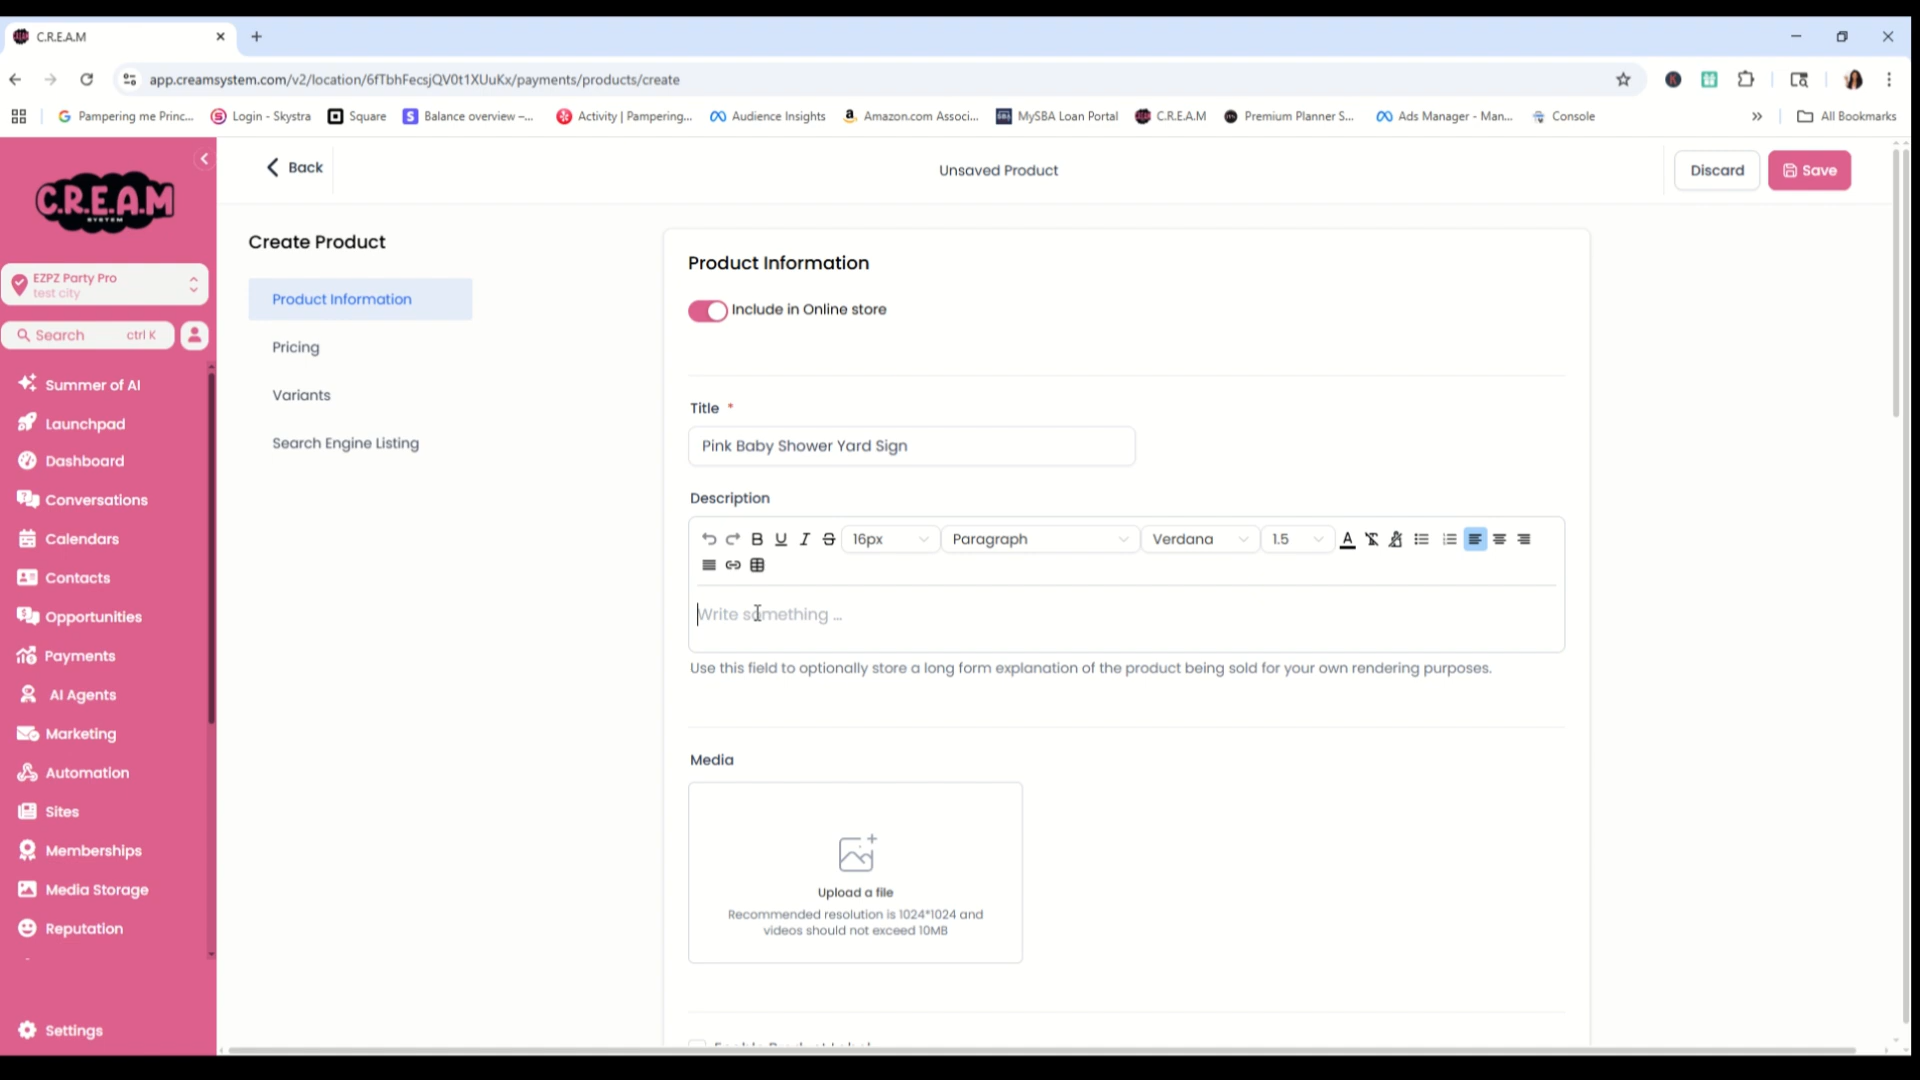 C.R.E.A.M
app.creamsystem.com/v2/location/6fTbhFecsjQV0t1XUuKx/payments/products/create
Pampering me Princ...
Login - Skystra
Square
Balance overview –...
Activity | Pampering...
Audience Insights
Amazon.com Associ...
MySBA Loan Portal
C.R.E.A.M
Premium Planner S...
Ads Manager - Man...
Console
All Bookmarks
C.R.E.A.M
SYSTEM
EZPZ Party Pro
test city
Search ctrl K
Summer of AI
Launchpad
Dashboard
Conversations
Calendars
Contacts
Opportunities
Payments
AI Agents
Marketing
Automation
Sites
Memberships
Media Storage
Reputation
Settings
Back
Unsaved Product
Discard
Save
Create Product
Product Information
Pricing
Variants
Search Engine Listing
Product Information
Include in Online store
Title *
Pink Baby Shower Yard Sign
Description
16px
Paragraph
Verdana
1.5
Write something ...
Use this field to optionally store a long form explanation of the product being sold for your own rendering purposes.
Media
Upload a file
Recommended resolution is 1024*1024 and
videos should not exceed 10MB